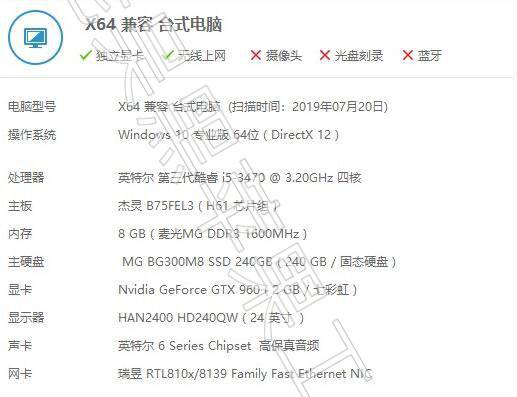 X64 兼容 台式电脑
独立显卡 无线上网 摄像头 光盘刻录 蓝牙
电脑型号 X64 兼容 台式电脑 (扫描时间：2019年07月20日)
操作系统 Windows 10 专业版 64位 ( DirectX 12 )
处理器 英特尔 第三代酷睿 i5-3470 @ 3.20GHz 四核
主板 杰灵 B75FEL3 ( H61 芯片组 )
内存 8 GB ( 麦光MG DDR3 1600MHz )
主硬盘 MG BG300M8 SSD 240GB ( 240 GB / 固态硬盘 )
显卡 Nvidia GeForce GTX 960 ( 2 GB / 七彩虹 )
显示器 HAN2400 HD240QW ( 24 英寸 )
声卡 英特尔 6 Series Chipset 高保真音频
网卡 瑞昱 RTL810x/8139 Family Fast Ethernet NIC
黑苹果工